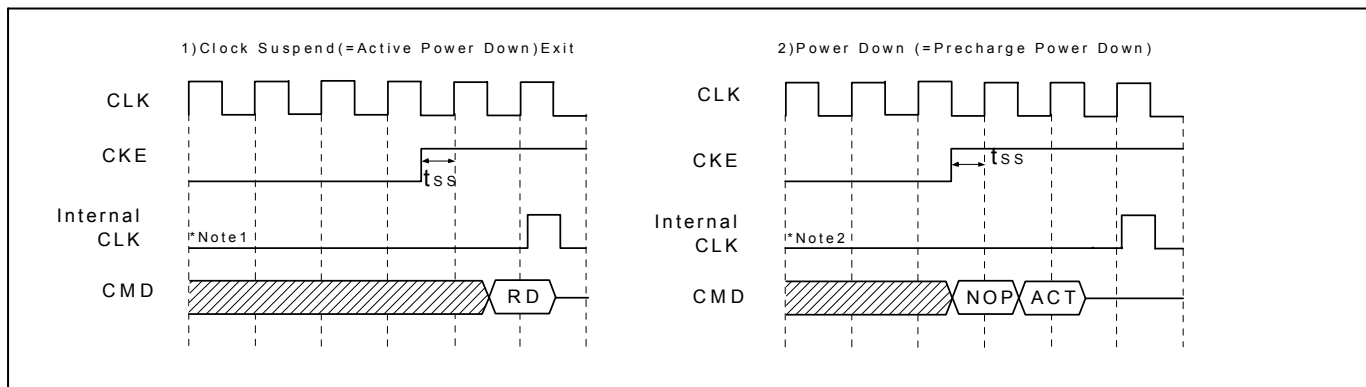 1)Clock Suspend(=Active Power Down)Exit
CLK
CKE
tss
Internal
CLK
*Note1
CMD
RD
2)Power Down (=Precharge Power Down)
CLK
CKE
tss
Internal
CLK
*Note2
CMD
NOP
ACT